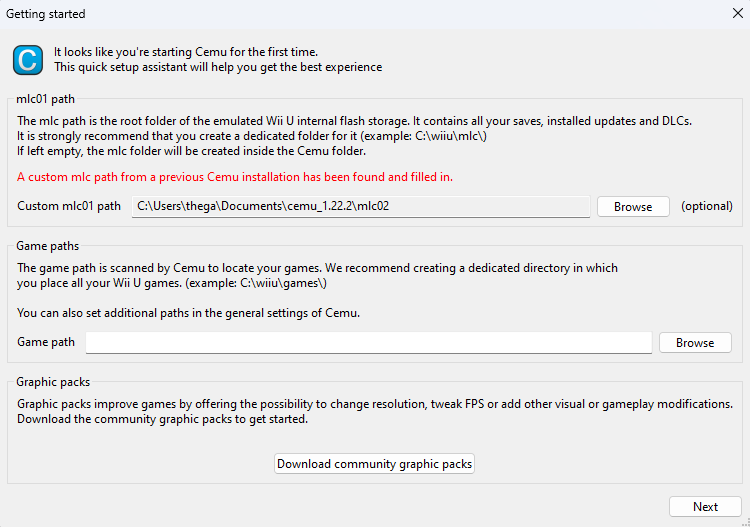 Getting started
It looks like you're starting Cemu for the first time.
This quick setup assistant will help you get the best experience
mlc01 path
The mlc path is the root folder of the emulated Wii U internal flash storage. It contains all your saves, installed updates and DLCs.
It is strongly recommend that you create a dedicated folder for it (example: C:\wiiu\mlc\)
If left empty, the mlc folder will be created inside the Cemu folder.
A custom mlc path from a previous Cemu installation has been found and filled in.
Custom mlc01 path C:\Users\thega\Documents\cemu_1.22.2\mlc02 Browse (optional)
Game paths
The game path is scanned by Cemu to locate your games. We recommend creating a dedicated directory in which
you place all your Wii U games. (example: C:\wiiu\games\)
You can also set additional paths in the general settings of Cemu.
Game path Browse
Graphic packs
Graphic packs improve games by offering the possibility to change resolution, tweak FPS or add other visual or gameplay modifications.
Download the community graphic packs to get started.
Download community graphic packs
Next